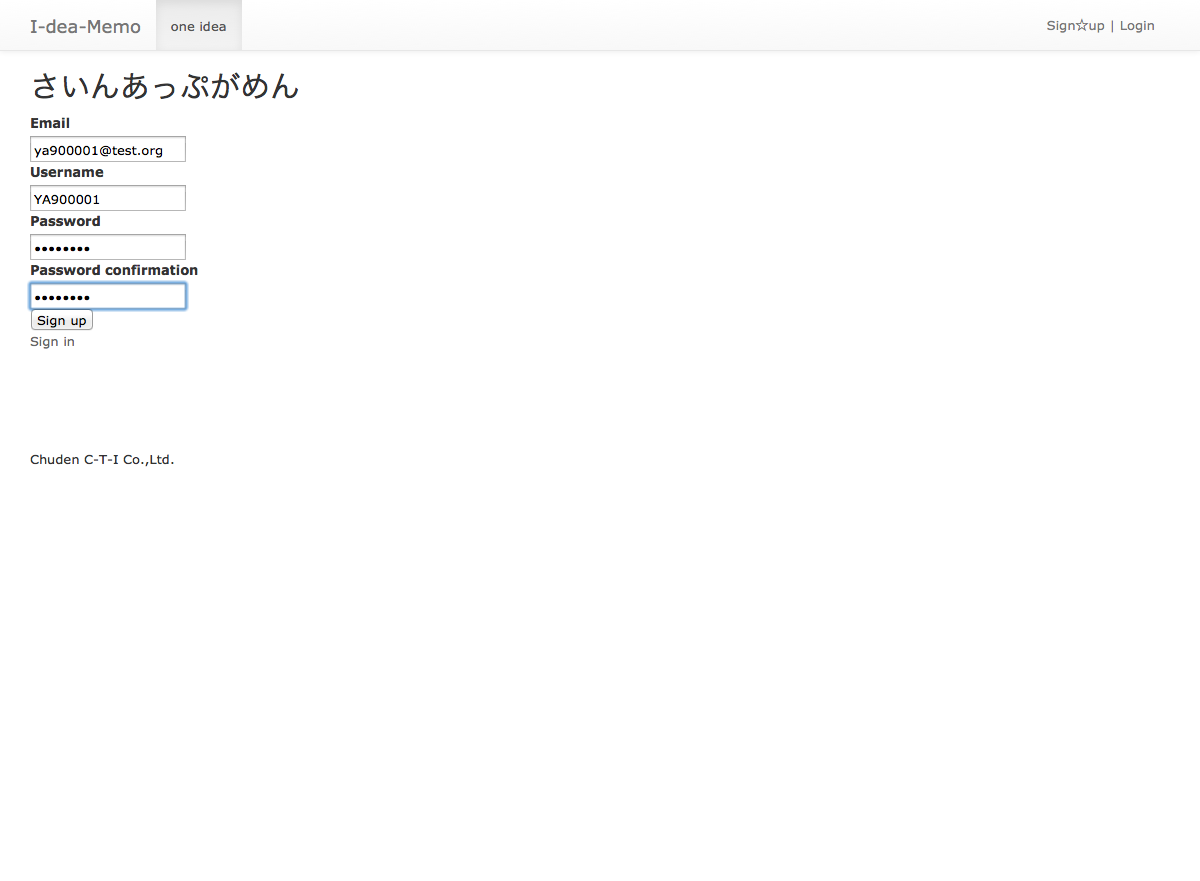 I-dea-Memo one idea Sign☆up | Login
さいんあっぷがめん
Email
ya900001@test.org
Username
YA900001
Password
••••••••
Password confirmation
••••••••
Sign up
Sign in
Chuden C-T-I Co.,Ltd.